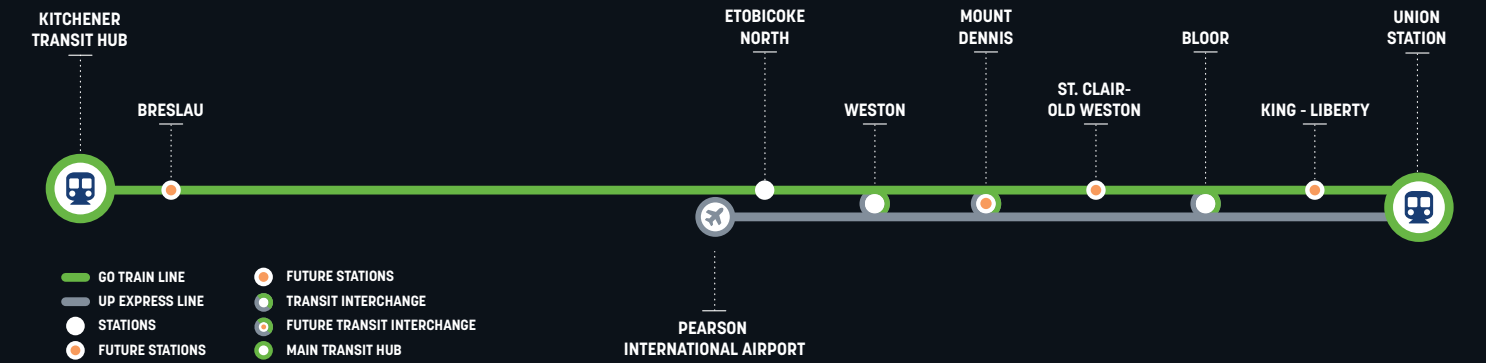 KITCHENER
TRANSIT HUB
BRESLAU
ETOBICOKE
NORTH
WESTON
MOUNT
DENNIS
ST. CLAIR-
OLD WESTON
BLOOR
KING - LIBERTY
UNION
STATION
PEARSON
INTERNATIONAL AIRPORT
GO TRAIN LINE
UP EXPRESS LINE
STATIONS
FUTURE STATIONS
FUTURE STATIONS
TRANSIT INTERCHANGE
FUTURE TRANSIT INTERCHANGE
MAIN TRANSIT HUB